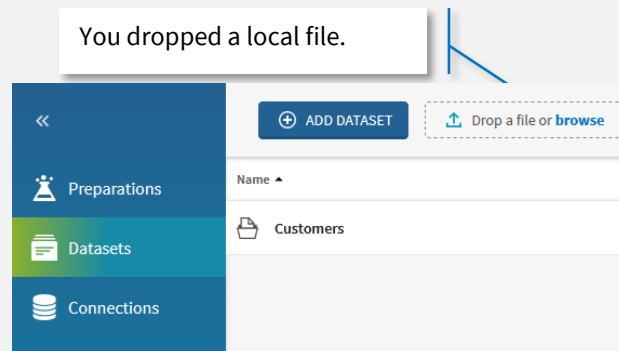 You dropped a local file.
ADD DATASET
Drop a file or browse
Preparations
Name
Customers
Datasets
Connections